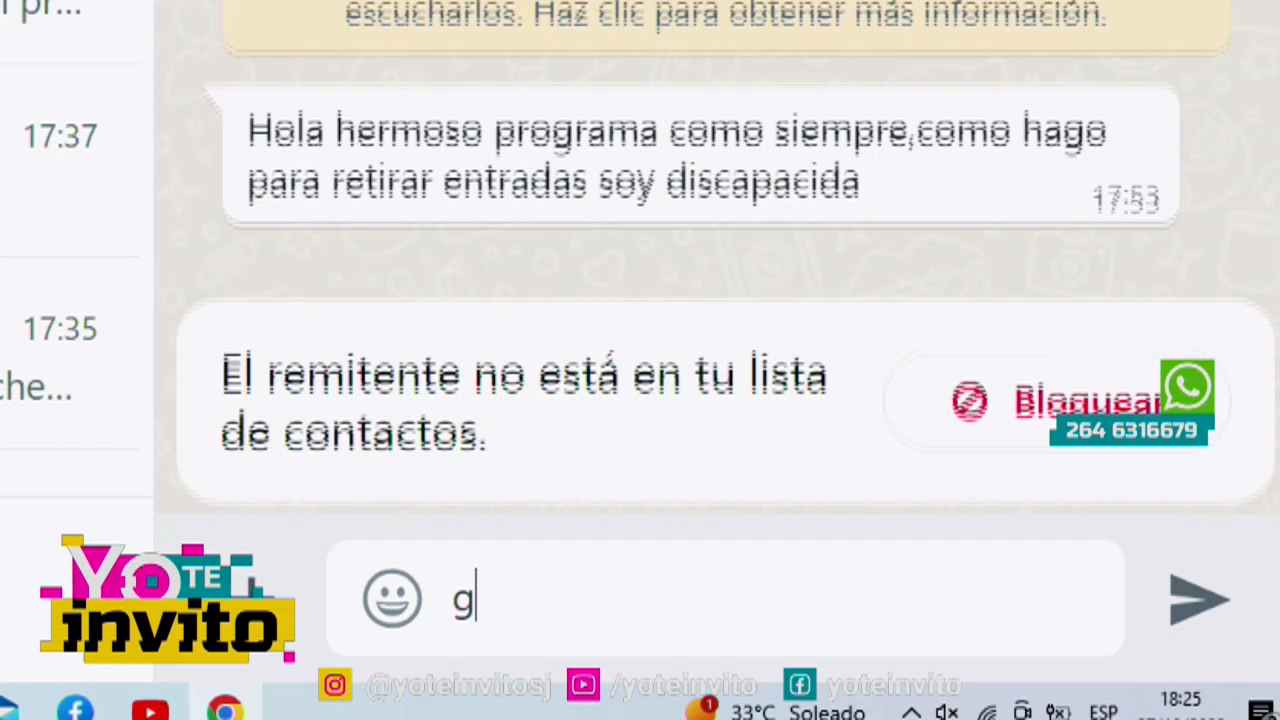 pr...
escucharlos. Haz clic para obtener más información.
17:37
Hola hermoso programa como siempre,como hago
para retirar entradas soy discapacida
17:53
17:35
che...
El remitente no está en tu lista
de contactos.
Bloquear
264 6316679
YO TE
invito
g
@yoteinvitosj
/yoteinvito
yoteinvito
1
33°C Soleado
ESP
18:25